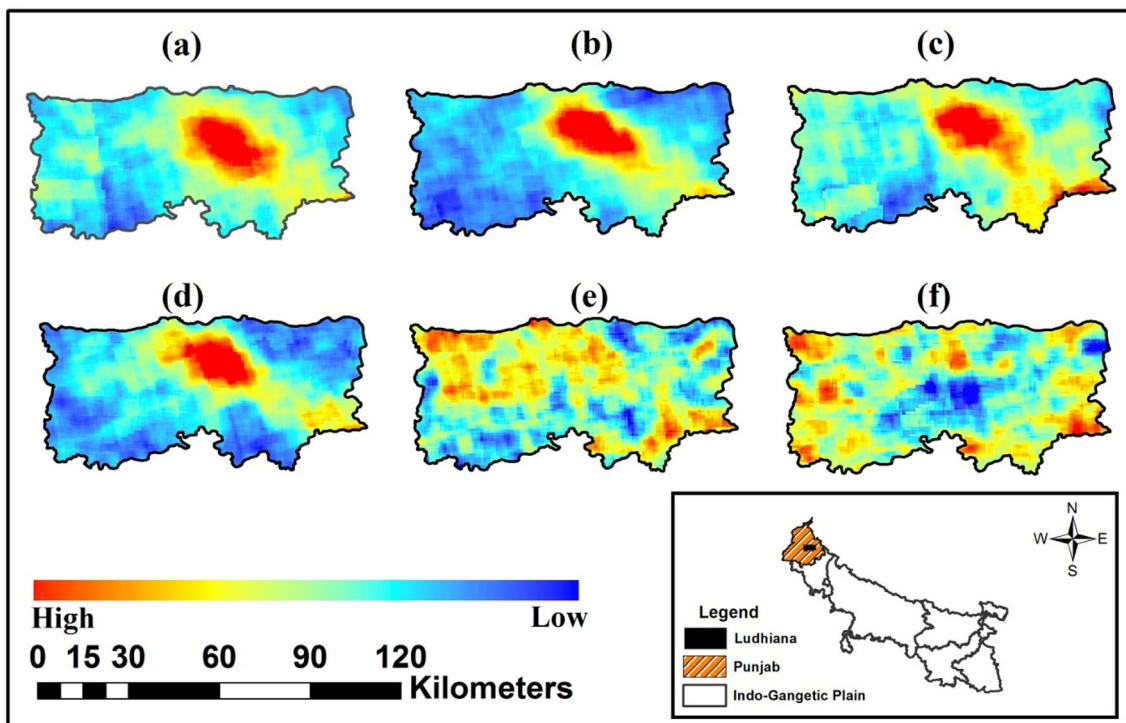 (a)
(b)
(c)
(d)
(e)
(f)
High
Low
0 15 30 60 90 120
Kilometers
N
W
E
S
Legend
Ludhiana
Punjab
Indo-Gangetic Plain